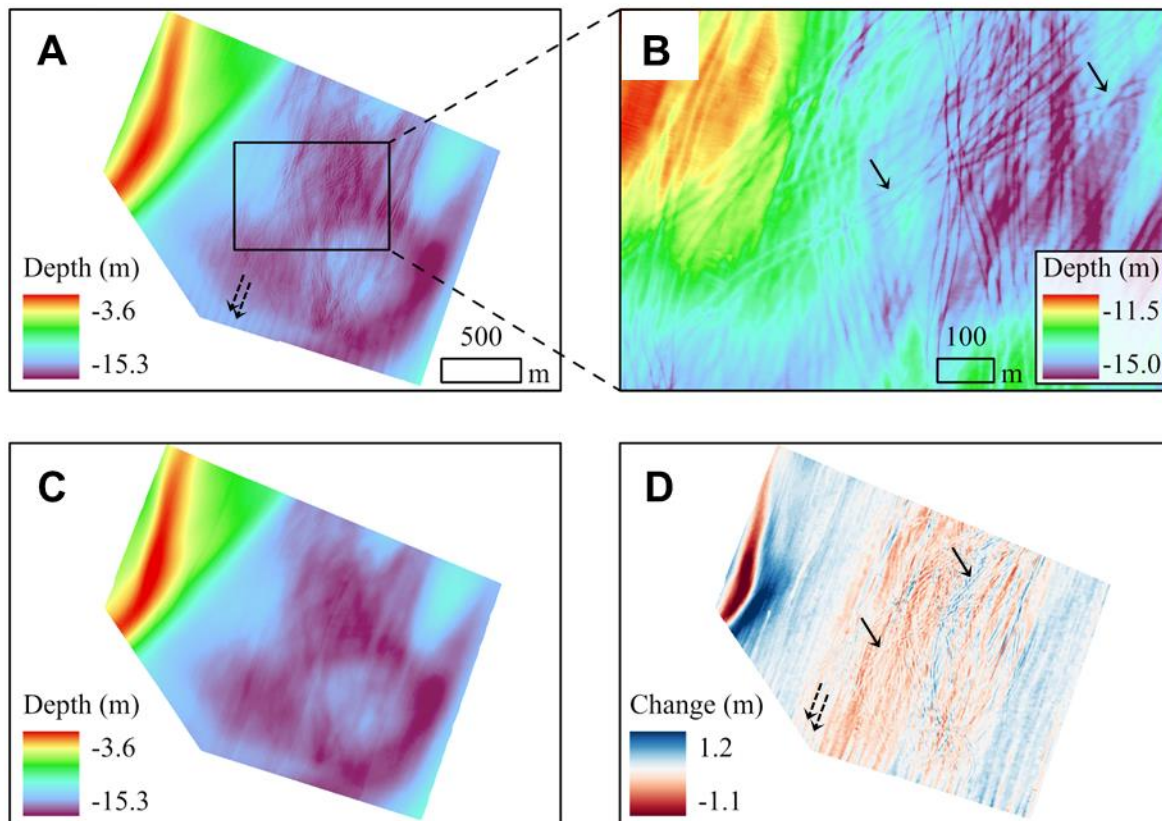 A
Depth (m)
-3.6
-15.3
500
m
B
Depth (m)
-11.5
-15.0
100
m
C
Depth (m)
-3.6
-15.3
D
Change (m)
1.2
-1.1